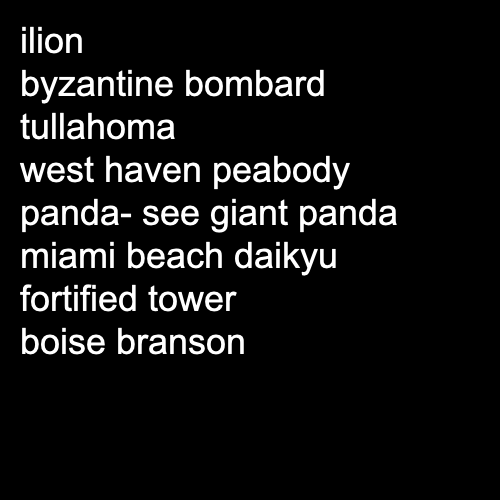 ilion
byzantine bombard
tullahoma
west haven peabody
panda- see giant panda
miami beach daikyu
fortified tower
boise branson